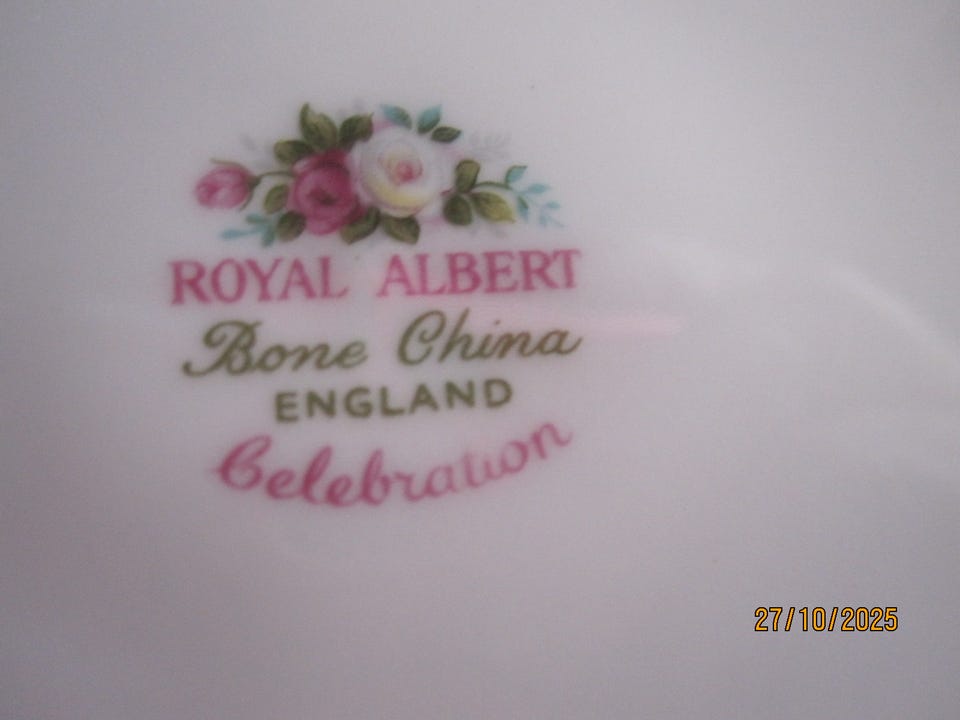 ROYAL ALBERT
Bone China
ENGLAND
Celebration
27/10/2025